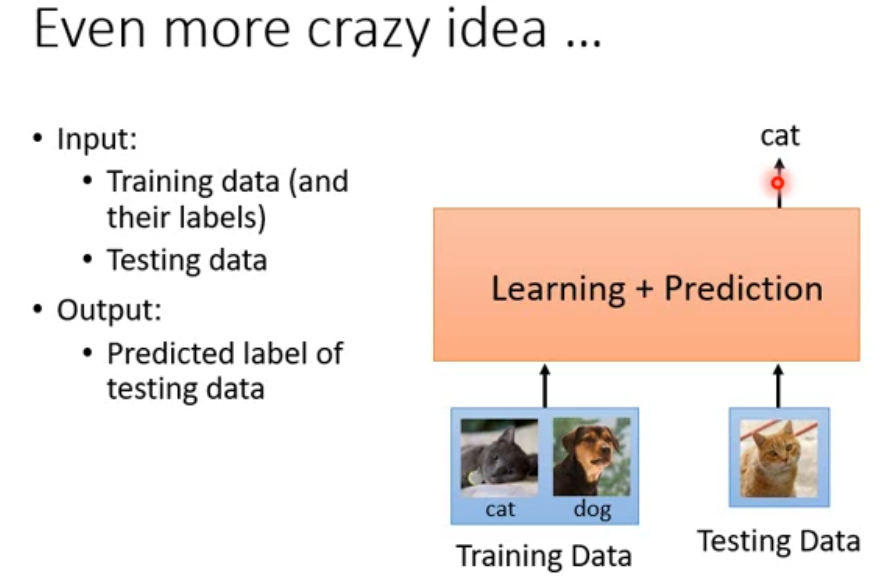 Even more crazy idea ...
• Input:
• Training data (and
their labels)
• Testing data
• Output:
• Predicted label of
testing data
cat
Learning + Prediction
cat
dog
Training Data
Testing Data